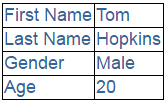 First Name Tom
Last Name Hopkins
Gender Male
Age 20